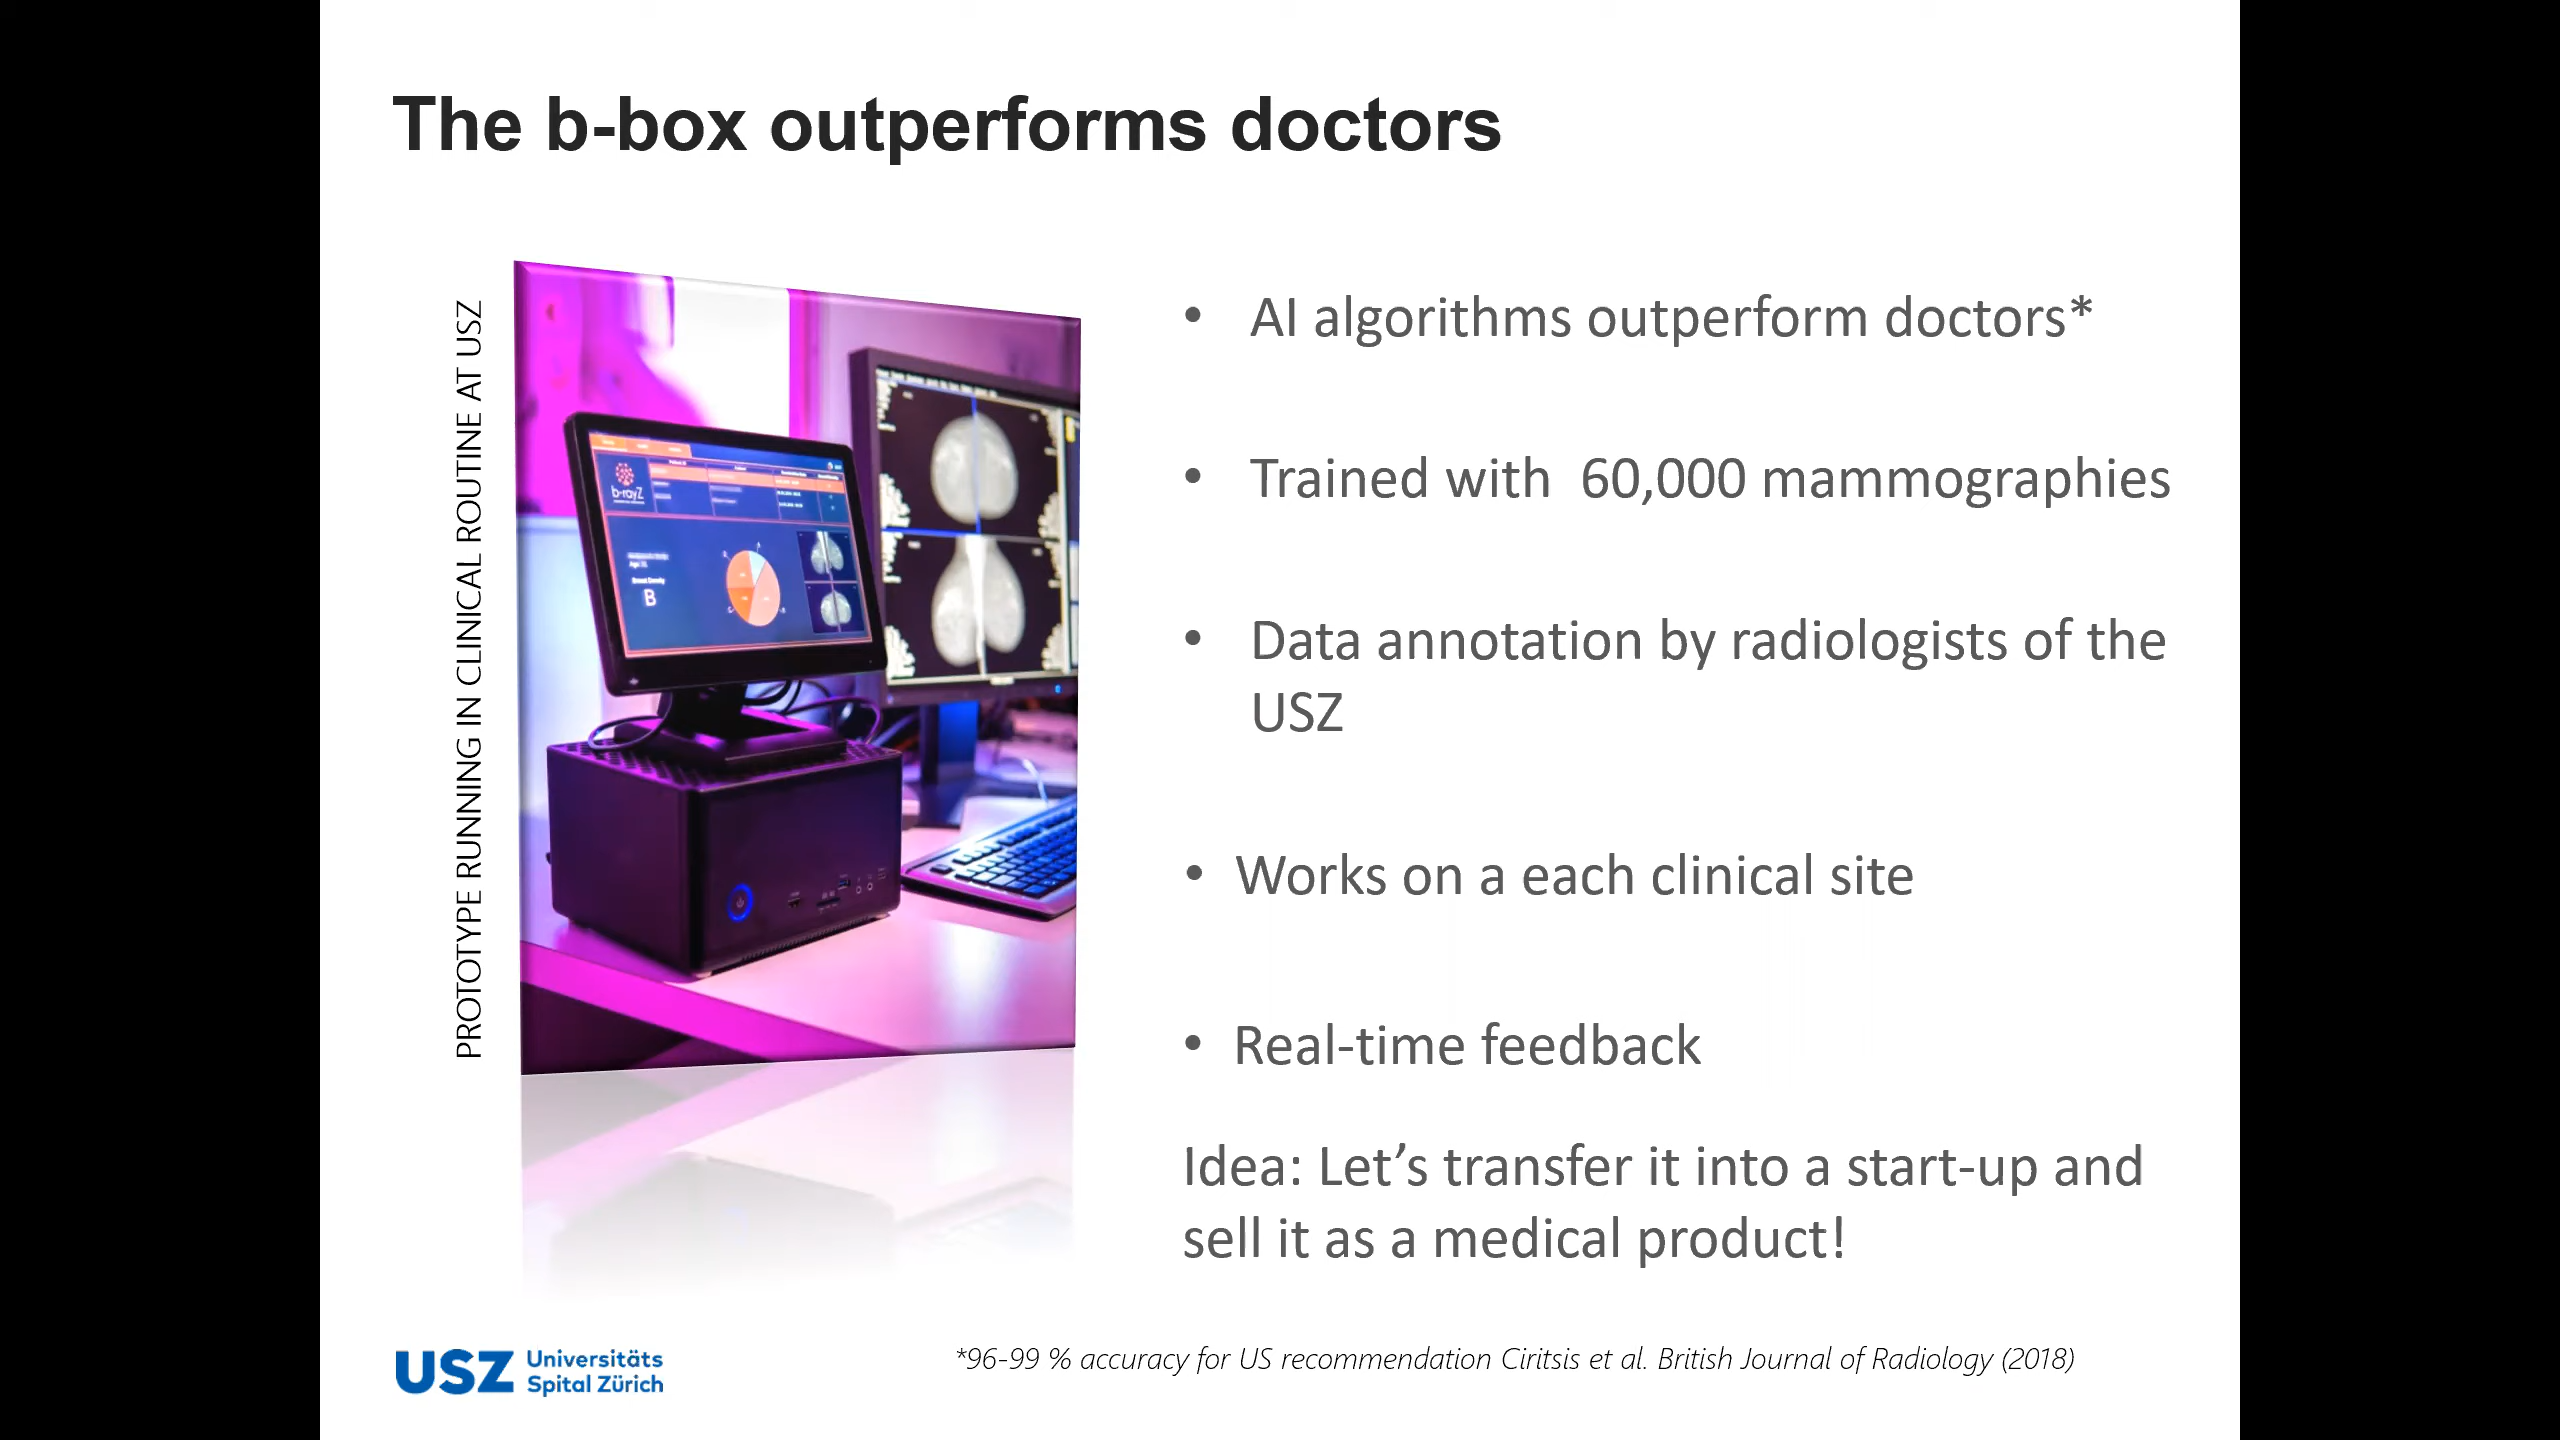 The b-box outperforms doctors
PROTOTYPE RUNNING IN CLINICAL ROUTINE AT USZ
b-rayZ
B
• AI algorithms outperform doctors*
• Trained with 60,000 mammographies
• Data annotation by radiologists of the
USZ
• Works on a each clinical site
• Real-time feedback
Idea: Let’s transfer it into a start-up and
sell it as a medical product!
USZ Universitäts
Spital Zürich
*96-99 % accuracy for US recommendation Ciritsis et al. British Journal of Radiology (2018)